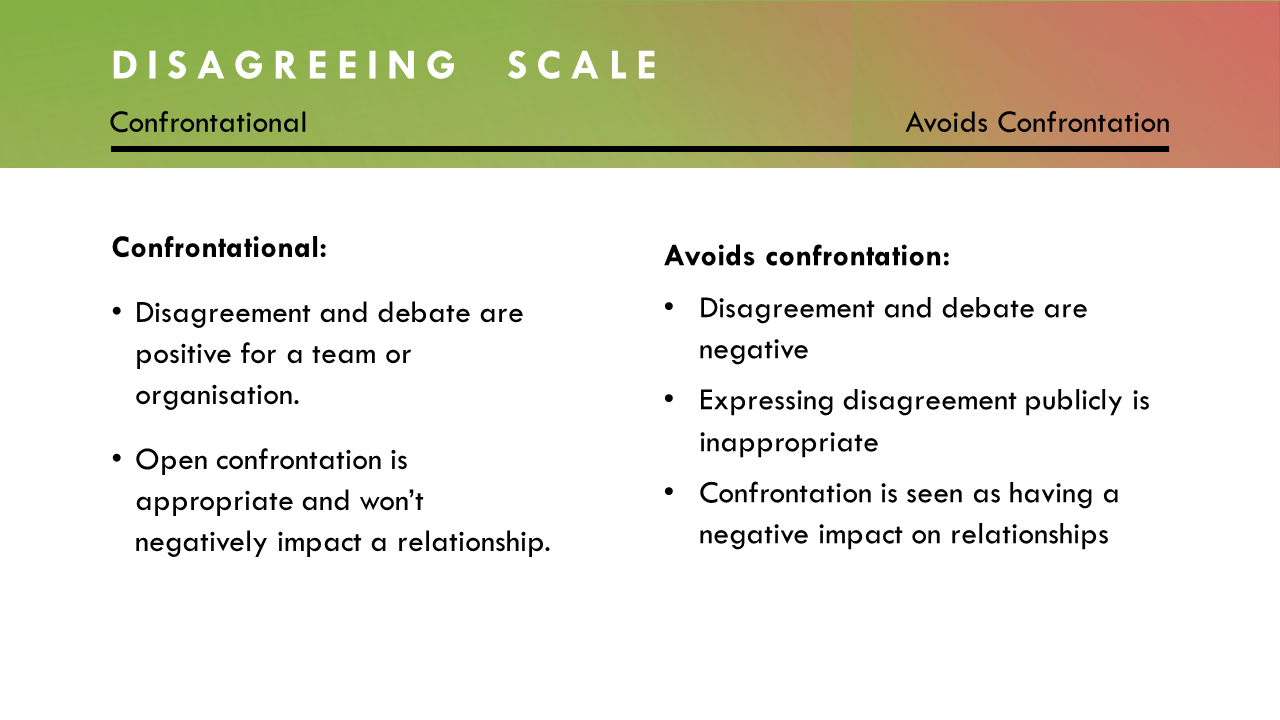 DISAGREEING SCALE
Confrontational
Avoids Confrontation
Confrontational:
• Disagreement and debate are
positive for a team or
organisation.
• Open confrontation is
appropriate and won’t
negatively impact a relationship.
Avoids confrontation:
• Disagreement and debate are
negative
• Expressing disagreement publicly is
inappropriate
• Confrontation is seen as having a
negative impact on relationships